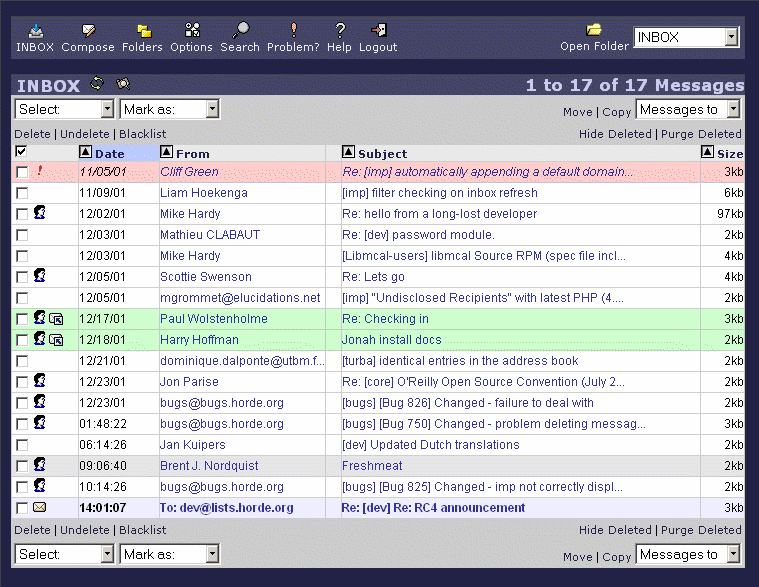 INBOX Compose Folders Options Search Problem? Help Logout Open Folder INBOX
INBOX 1 to 17 of 17 Messages
Select: Mark as: Move | Copy Messages to
Delete | Undelete | Blacklist Hide Deleted | Purge Deleted
Date From Subject Size
11/05/01 Cliff Green Re: [imp] automatically appending a default domain... 3kb
11/09/01 Liam Hoekenga [imp] filter checking on inbox refresh 6kb
12/02/01 Mike Hardy Re: hello from a long-lost developer 97kb
12/03/01 Mathieu CLABAUT Re: [dev] password module. 2kb
12/03/01 Mike Hardy [Libmcal-users] libmcal Source RPM (spec file incl... 4kb
12/05/01 Scottie Swenson Re: Lets go 4kb
12/05/01 mgrommet@elucidations.net [imp] "Undisclosed Recipients" with latest PHP (4.... 2kb
12/17/01 Paul Wolstenholme Re: Checking in 3kb
12/18/01 Harry Hoffman Jonah install docs 2kb
12/21/01 dominique.dalponte@utbm.f... [turba] identical entries in the address book 2kb
12/23/01 Jon Parise Re: [core] O'Reilly Open Source Convention (July 2... 2kb
12/23/01 bugs@bugs.horde.org [bugs] [Bug 826] Changed - failure to deal with 2kb
01:48:22 bugs@bugs.horde.org [bugs] [Bug 750] Changed - problem deleting messag... 3kb
06:14:26 Jan Kuipers [dev] Updated Dutch translations 2kb
09:06:40 Brent J. Nordquist Freshmeat 2kb
10:14:26 bugs@bugs.horde.org [bugs] [Bug 825] Changed - imp not correctly displ... 2kb
14:01:07 To: dev@lists.horde.org Re: [dev] Re: RC4 announcement 3kb
Delete | Undelete | Blacklist Hide Deleted | Purge Deleted
Select: Mark as: Move | Copy Messages to